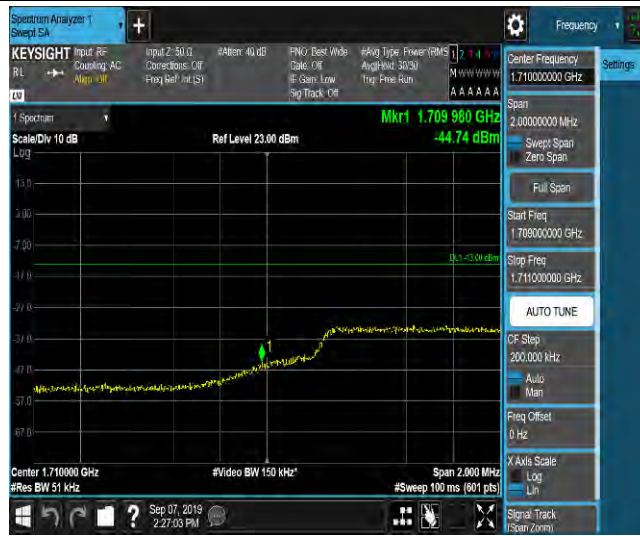 Spectrum Analyzer 1
Swept SA
+
Frequency
KEYSIGHT
RL
Input: RF
Coupling: AC
Align: Off
Input Z: 50 Ω
Corrections: Off
Freq Ref: Int (S)
#Atten: 40 dB
PNO: Best Wide
Gate: Off
IF Gain: Low
Sig Track: Off
#Avg Type: Power (RMS
Avg|Hold: 30/30
Trig: Free Run
M W W W W W
A A A A A A
LW
1 Spectrum
Scale/Div 10 dB
Log
Ref Level 23.00 dBm
Mkr1 1.709 980 GHz
-44.74 dBm
13.0
3.00
-7.00
DL1 -13.00 dBm
-17.0
-27.0
-37.0
1
-47.0
-57.0
-67.0
Center 1.710000 GHz
#Res BW 51 kHz
#Video BW 150 kHz*
Span 2.000 MHz
#Sweep 100 ms (601 pts)
?
Sep 07, 2019
2:27:03 PM
Center Frequency
1.710000000 GHz
Settings
Span
2.00000000 MHz
Swept Span
Zero Span
Full Span
Start Freq
1.709000000 GHz
Stop Freq
1.711000000 GHz
AUTO TUNE
CF Step
200.000 kHz
Auto
Man
Freq Offset
0 Hz
X Axis Scale
Log
Lin
Signal Track
(Span Zoom)